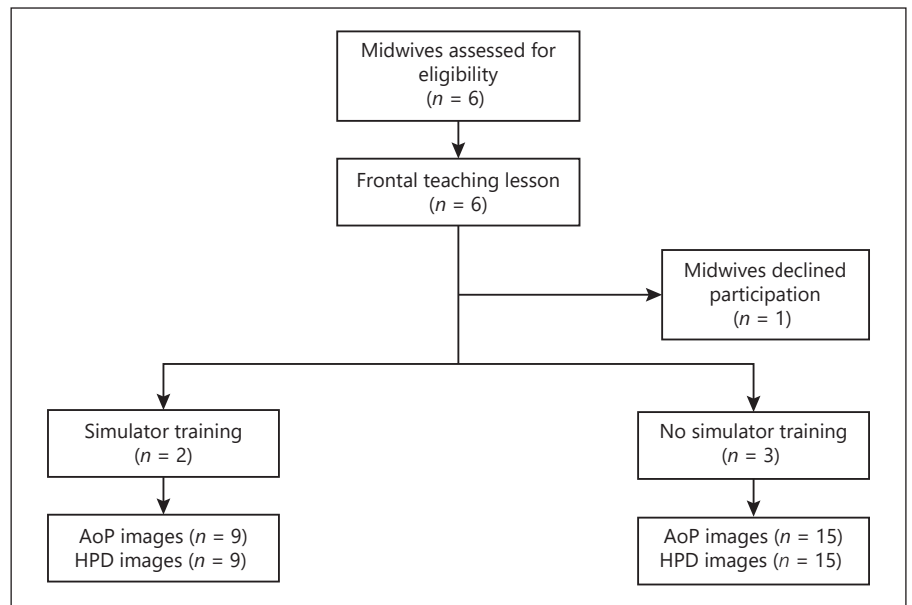 Midwives assessed for
eligibility
(n = 6)
Frontal teaching lesson
(n = 6)
Midwives declined
participation
(n = 1)
Simulator training
(n = 2)
No simulator training
(n = 3)
AoP images (n = 9)
HPD images (n = 9)
AoP images (n = 15)
HPD images (n = 15)